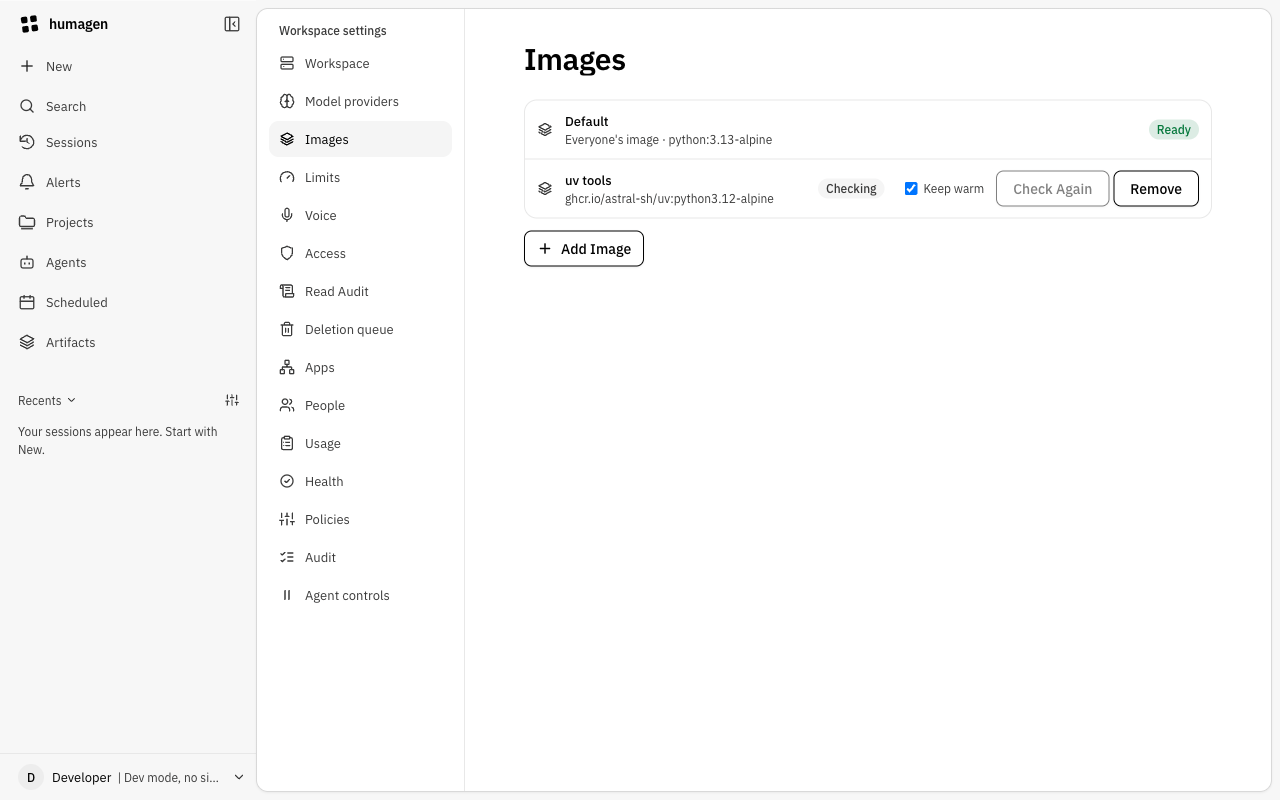 humagen
New
Search
Sessions
Alerts
Projects
Agents
Scheduled
Artifacts
Recents
Your sessions appear here. Start with
New.
D
Developer | Dev mode, no si...
Workspace settings
Workspace
Model providers
Images
Limits
Voice
Access
Read Audit
Deletion queue
Apps
People
Usage
Health
Policies
Audit
Agent controls
Images
Default
Everyone's image · python:3.13-alpine
Ready
uv tools
ghcr.io/astral-sh/uv:python3.12-alpine
Checking
Keep warm
Check Again
Remove
Add Image